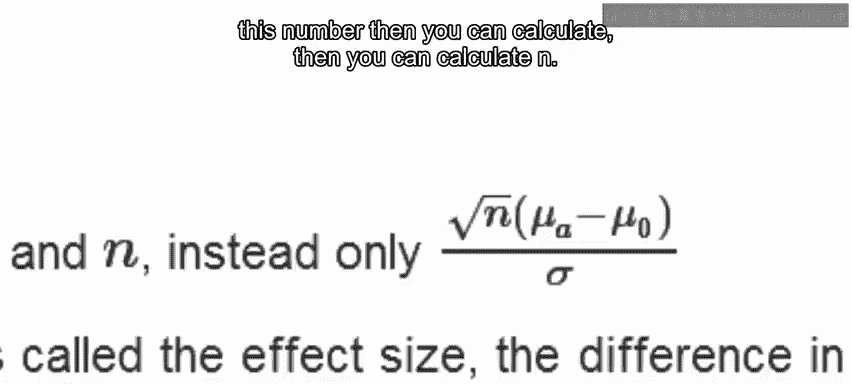 this number then you can calculate,
then you can calculate n.
and n, instead only √n(μₐ−μ₀)/σ
called the effect size, the difference in